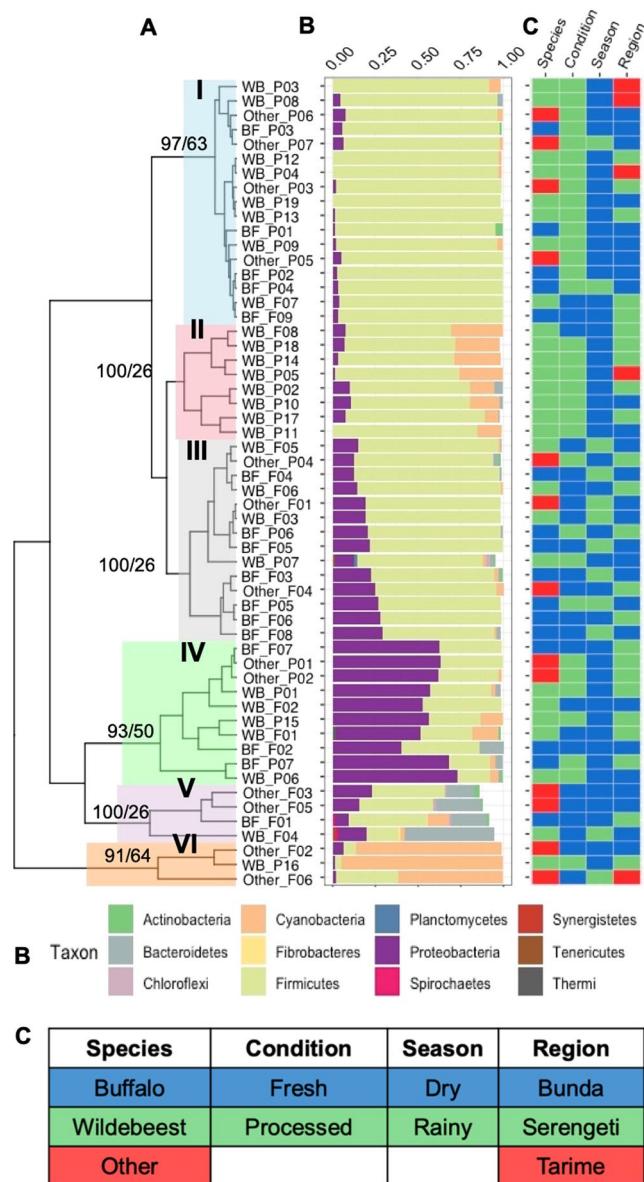 A
B
C
0.00
0.25
0.50
0.75
1.00
Species
Condition
Season
Region
I
97/63
II
100/26
III
100/26
IV
93/50
V
100/26
VI
91/64
WB_P03
WB_P08
Other_P06
BF_P03
Other_P07
WB_P12
WB_P04
Other_P03
WB_P19
WB_P13
BF_P01
WB_P09
Other_P05
BF_P02
BF_P04
WB_F07
BF_F09
WB_F08
WB_P18
WB_P14
WB_P05
WB_P02
WB_P10
WB_P17
WB_P11
WB_F05
Other_P04
BF_F04
WB_F06
Other_F01
WB_F03
BF_P06
BF_F05
WB_P07
BF_F03
Other_F04
BF_P05
BF_F06
BF_F08
BF_F07
Other_P01
Other_P02
WB_P01
WB_F02
WB_P15
WB_F01
BF_F02
BF_P07
WB_P06
Other_F03
Other_F05
BF_F01
WB_F04
Other_F02
WB_P16
Other_F06
B
Taxon
Actinobacteria
Bacteroidetes
Chloroflexi
Cyanobacteria
Fibrobacteres
Firmicutes
Planctomycetes
Proteobacteria
Spirochaetes
Synergistetes
Tenericutes
Thermi
C
Species Condition Season Region
Buffalo Fresh Dry Bunda
Wildebeest Processed Rainy Serengeti
Other Tarime